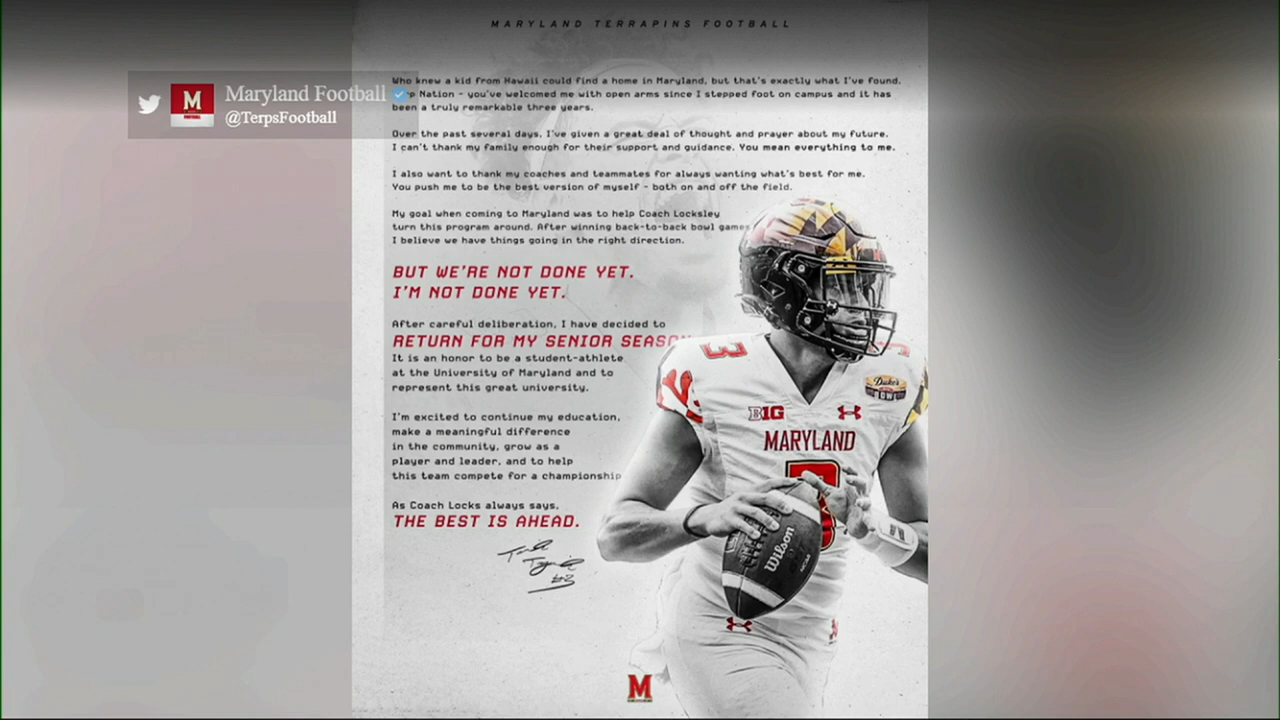 MARYLAND TERRAPINS FOOTBALL
Maryland Football
@TerpsFootball
M
Who knew a kid from Hawaii could find a home in Maryland, but that's exactly what I've found.
Nation - you've welcomed me with open arms since I stepped foot on campus and it has
been a truly remarkable three years.
Over the past several days, I've given a great deal of thought and prayer about my future.
I can't thank my family enough for their support and guidance. You mean everything to me.
I also want to thank my coaches and teammates for always wanting what's best for me.
You push me to be the best version of myself - both on and off the field.
My goal when coming to Maryland was to help Coach Locksley
turn this program around. After winning back-to-back bowl games
I believe we have things going in the right direction.
BUT WE'RE NOT DONE YET.
I'M NOT DONE YET.
After careful deliberation, I have decided to
RETURN FOR MY SENIOR SEASON
It is an honor to be a student-athlete
at the University of Maryland and to
represent this great university.
I'm excited to continue my education,
make a meaningful difference
in the community, grow as a
player and leader, and to help
this team compete for a championship
As Coach Locks always says,
THE BEST IS AHEAD.
3
Duke's
BOWL
B1G
MARYLAND
3
Wilson
M